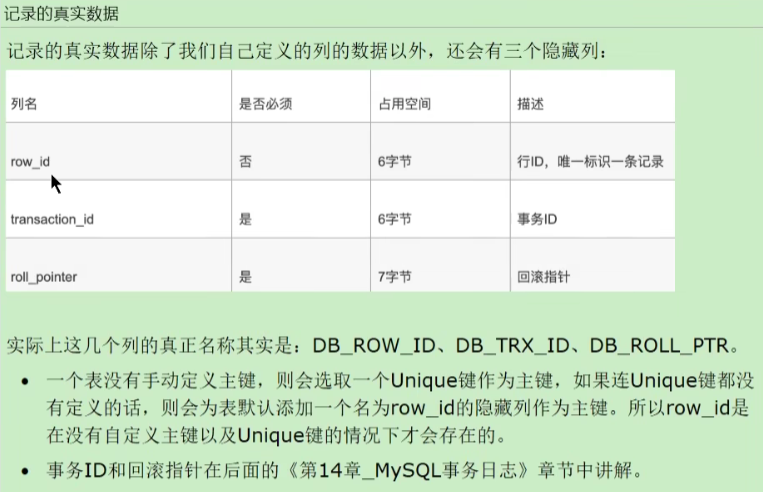 记录的真实数据
记录的真实数据除了我们自己定义的列的数据以外，还会有三个隐藏列：
列名 是否必须 占用空间 描述
row_id 否 6字节 行ID，唯一标识一条记录
transaction_id 是 6字节 事务ID
roll_pointer 是 7字节 回滚指针
实际上这几个列的真正名称其实是：DB_ROW_ID、DB_TRX_ID、DB_ROLL_PTR。
• 一个表没有手动定义主键，则会选取一个Unique键作为主键，如果连Unique键都没
有定义的话，则会为表默认添加一个名为row_id的隐藏列作为主键。所以row_id是
在没有自定义主键以及Unique键的情况下才会存在的。
• 事务ID和回滚指针在后面的《第14章_MySQL事务日志》章节中讲解。